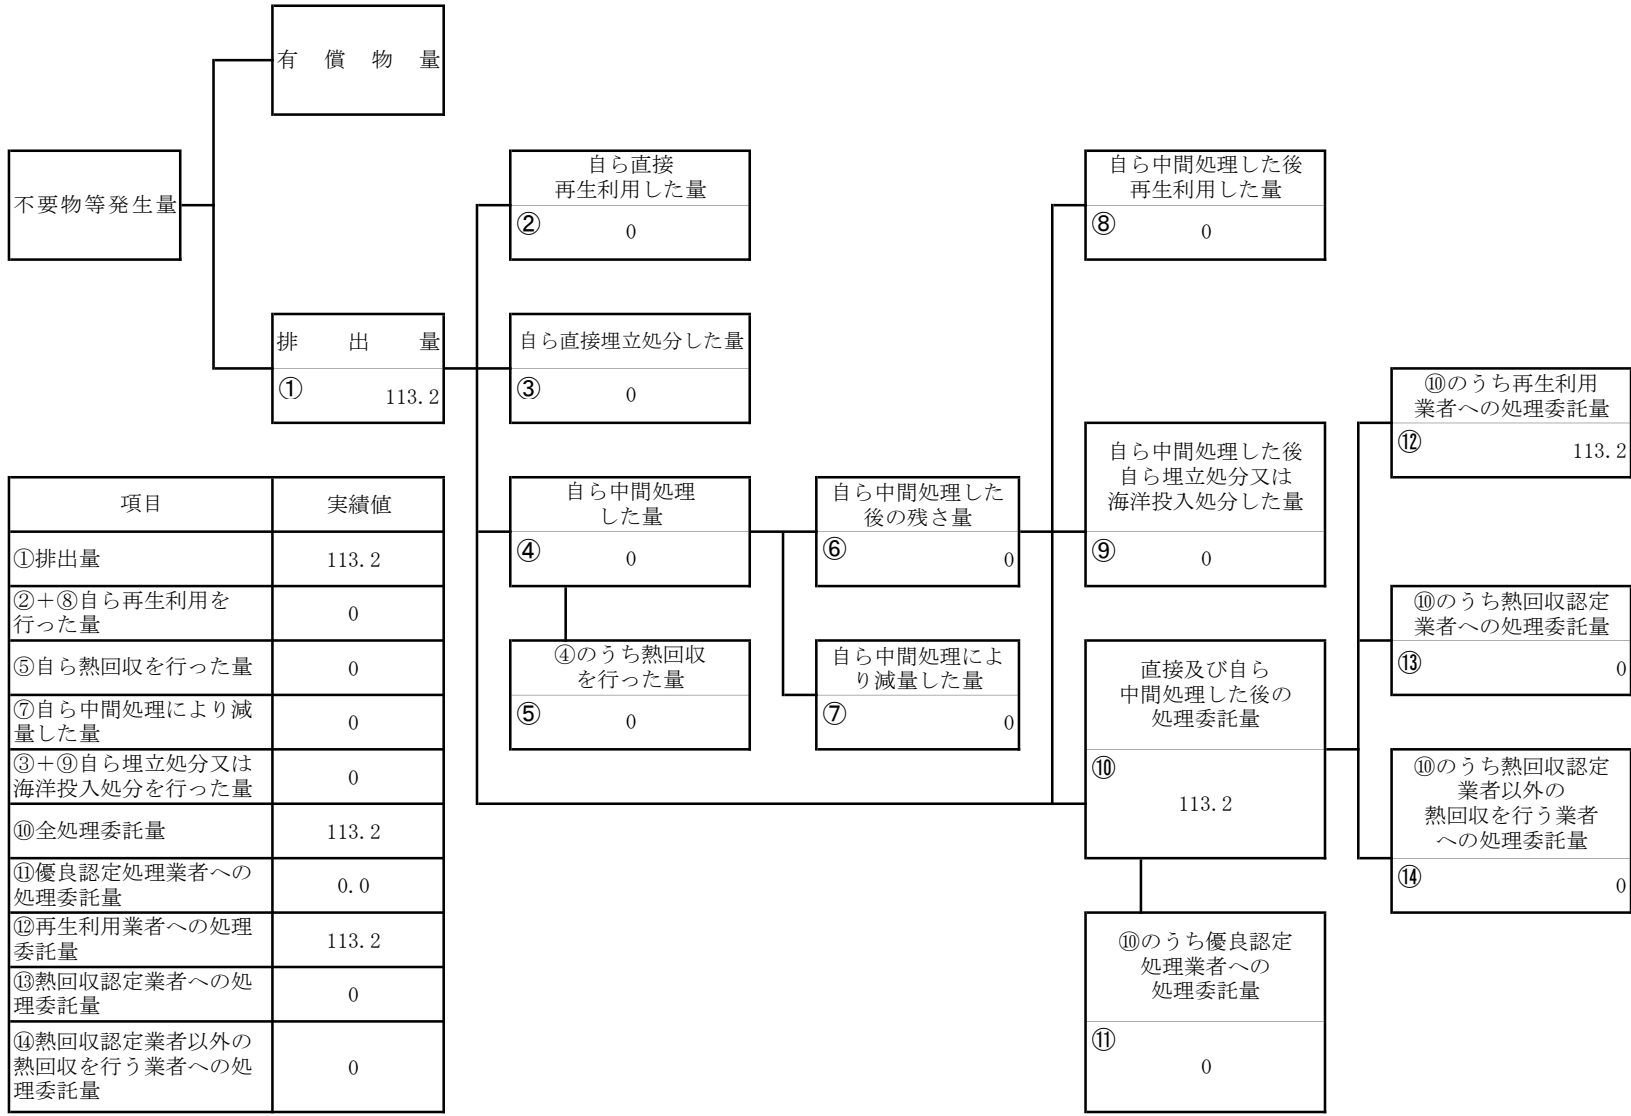 有償物量
不要物等発生量
排出量
①
113.2
自ら直接
再生利用した量
②
0
自ら直接埋立処分した量
③
0
自ら中間処理
した量
④
0
④のうち熱回収
を行った量
⑤
0
自ら中間処理した
後の残さ量
⑥
0
自ら中間処理によ
り減量した量
⑦
0
自ら中間処理した後
再生利用した量
⑧
0
自ら中間処理した後
自ら埋立処分又は
海洋投入処分した量
⑨
0
直接及び自ら
中間処理した後の
処理委託量
⑩
113.2
⑩のうち優良認定
処理業者への
処理委託量
⑪
0
⑩のうち再生利用
業者への処理委託量
⑫
113.2
⑩のうち熱回収認定
業者への処理委託量
⑬
0
⑩のうち熱回収認定
業者以外の
熱回収を行う業者
への処理委託量
⑭
0
項目 実績値
①排出量 113.2
②＋⑧自ら再生利用を
行った量 0
⑤自ら熱回収を行った量 0
⑦自ら中間処理により減
量した量 0
③＋⑨自ら埋立処分又は
海洋投入処分を行った量 0
⑩全処理委託量 113.2
⑪優良認定処理業者への
処理委託量 0.0
⑫再生利用業者への処理
委託量 113.2
⑬熱回収認定業者への処
理委託量 0
⑭熱回収認定業者以外の
熱回収を行う業者への処
理委託量 0